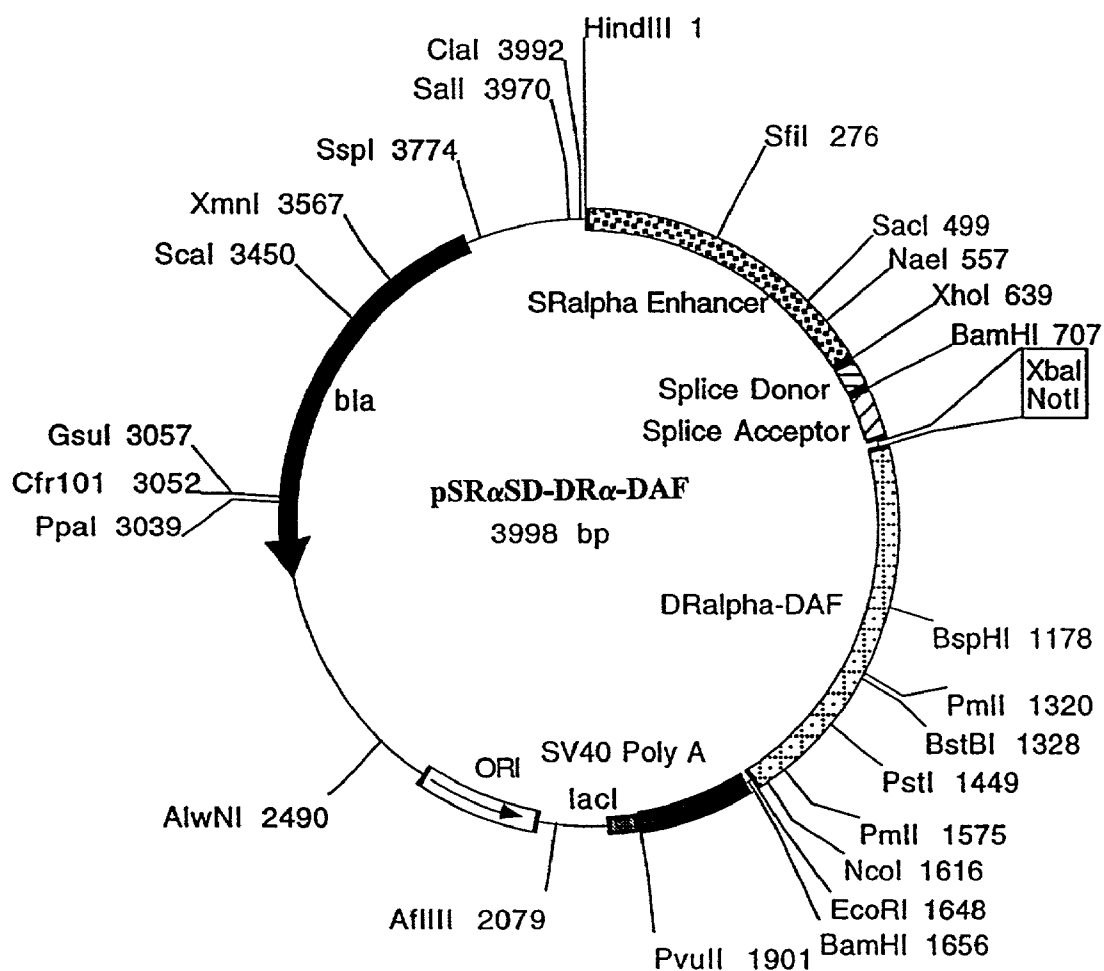 HindIII 1
ClaI 3992
SalI 3970
SfiI 276
SspI 3774
XmnI 3567
ScaI 3450
SacI 499
NaeI 557
XhoI 639
BamHI 707
SRalpha Enhancer
XbaI
NotI
Splice Donor
Splice Acceptor
bla
GsuI 3057
Cfr101 3052
PpaI 3039
pSRαSD-DRα-DAF
3998 bp
DRalpha-DAF
BspHI 1178
PmlI 1320
BstBI 1328
PstI 1449
SV40 Poly A
ORI
lacI
AlwNI 2490
PmlI 1575
NcoI 1616
EcoRI 1648
BamHI 1656
AflIII 2079
PvuII 1901